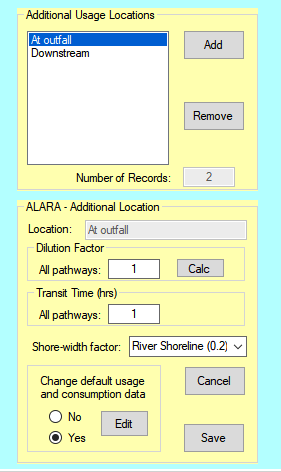 Additional Usage Locations
At outfall
Downstream
Add
Remove
Number of Records: 2
ALARA - Additional Location
Location: At outfall
Dilution Factor
All pathways: 1 Calc
Transit Time (hrs)
All pathways: 1
Shore-width factor: River Shoreline (0.2)
Change default usage
and consumption data
No
Yes
Edit
Cancel
Save